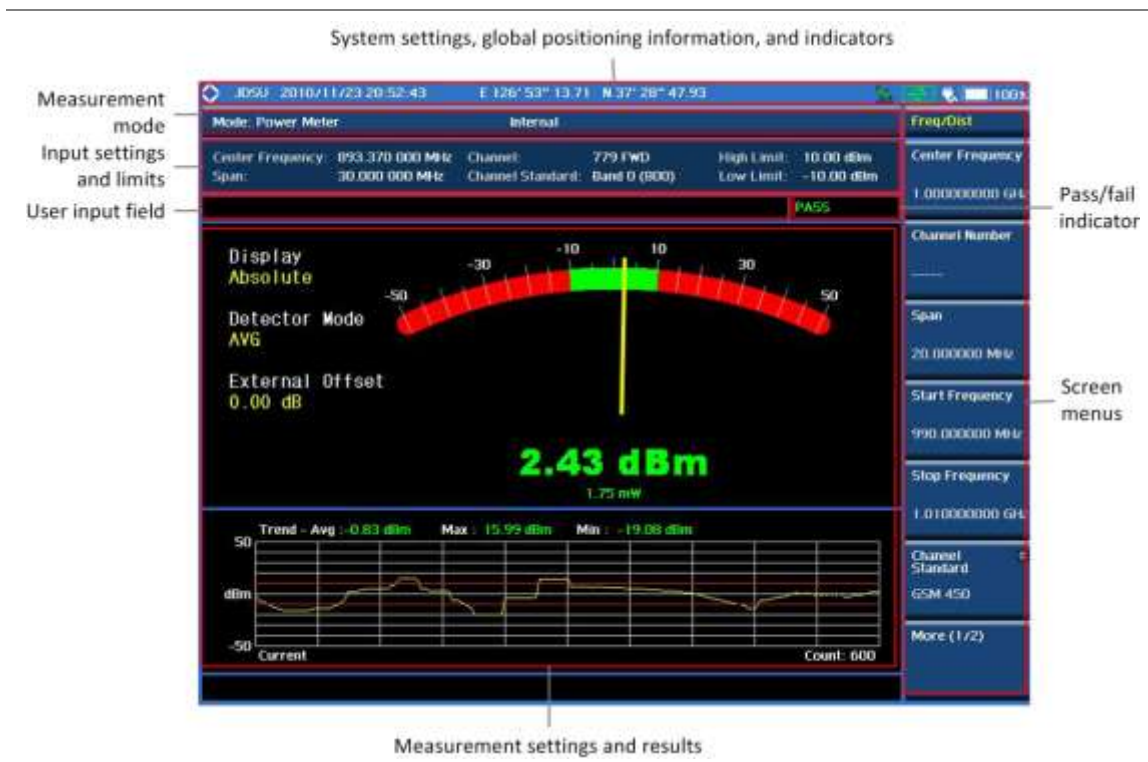 System settings, global positioning information, and indicators
Measurement mode
Input settings and limits
User input field
JDSU 2010/11/23 20:52:43 E 126° 53" 13.71 N 37° 28" 47.93 100%
Mode: Power Meter Internal
Center Frequency: 893.370 000 MHz Channel: 779 FWD High Limit: 10.00 dBm
Span: 30.000 000 MHz Channel Standard: Band 0 (800) Low Limit: -10.00 dBm
PASS
Display
Absolute
Detector Mode
AVG
External Offset
0.00 dB
-50 -30 -10 10 30 50
2.43 dBm
1.75 mW
Trend - Avg : -0.83 dBm Max : 15.99 dBm Min : -19.08 dBm
50
dBm
-50
Current Count: 600
Freq/Dist
Center Frequency
1.000000000 GHz
Channel Number
-----
Span
20.000000 MHz
Start Frequency
990.000000 MHz
Stop Frequency
1.010000000 GHz
Channel
Standard
GSM 450
More (1/2)
Pass/fail
indicator
Screen
menus
Measurement settings and results